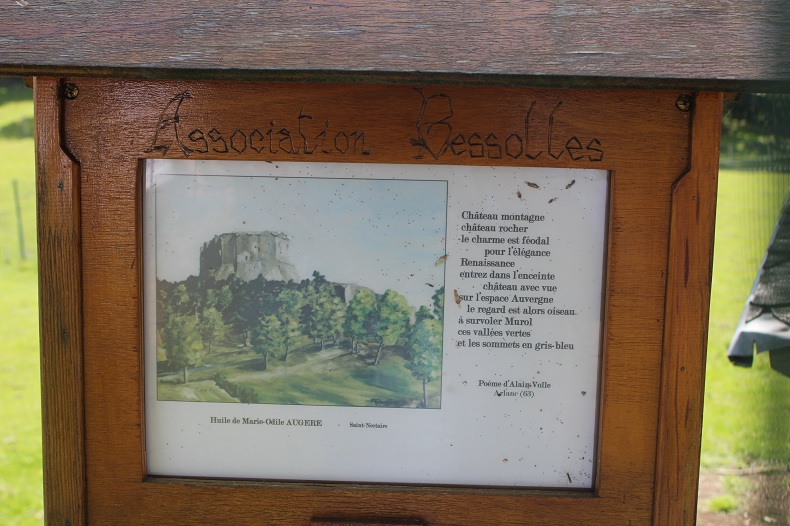 Association Bessolles
Château montagne
château rocher
le charme est féodal
pour l'élégance
Renaissance
entrez dans l'enceinte
château avec vue
sur l'espace Auvergne
le regard est alors oiseau
à survoler Murol
ces vallées vertes
et les sommets en gris-bleu
Poème d'Alain-Volle
Arlanc (63)
Huile de Marie-Odile AUGERE Saint-Nectaire